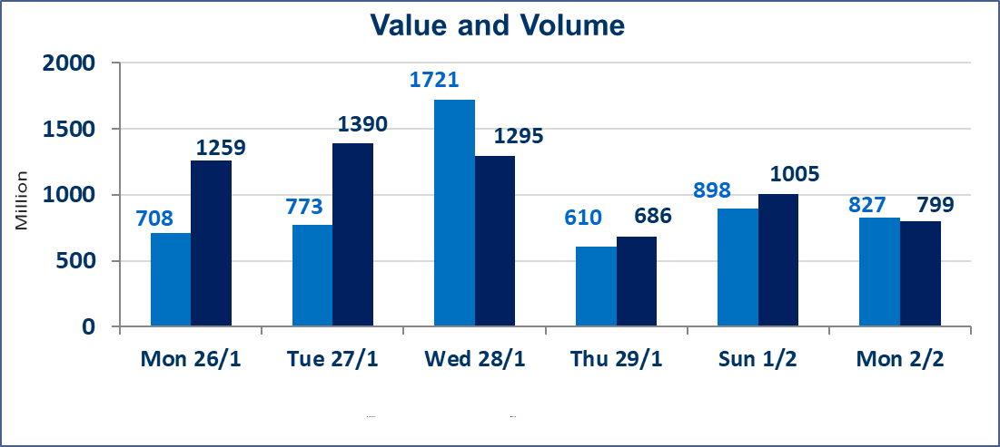 Value and Volume
2000
1500
1000
500
0
Million
708
1259
773
1390
1721
1295
610
686
898
1005
827
799
Mon 26/1
Tue 27/1
Wed 28/1
Thu 29/1
Sun 1/2
Mon 2/2